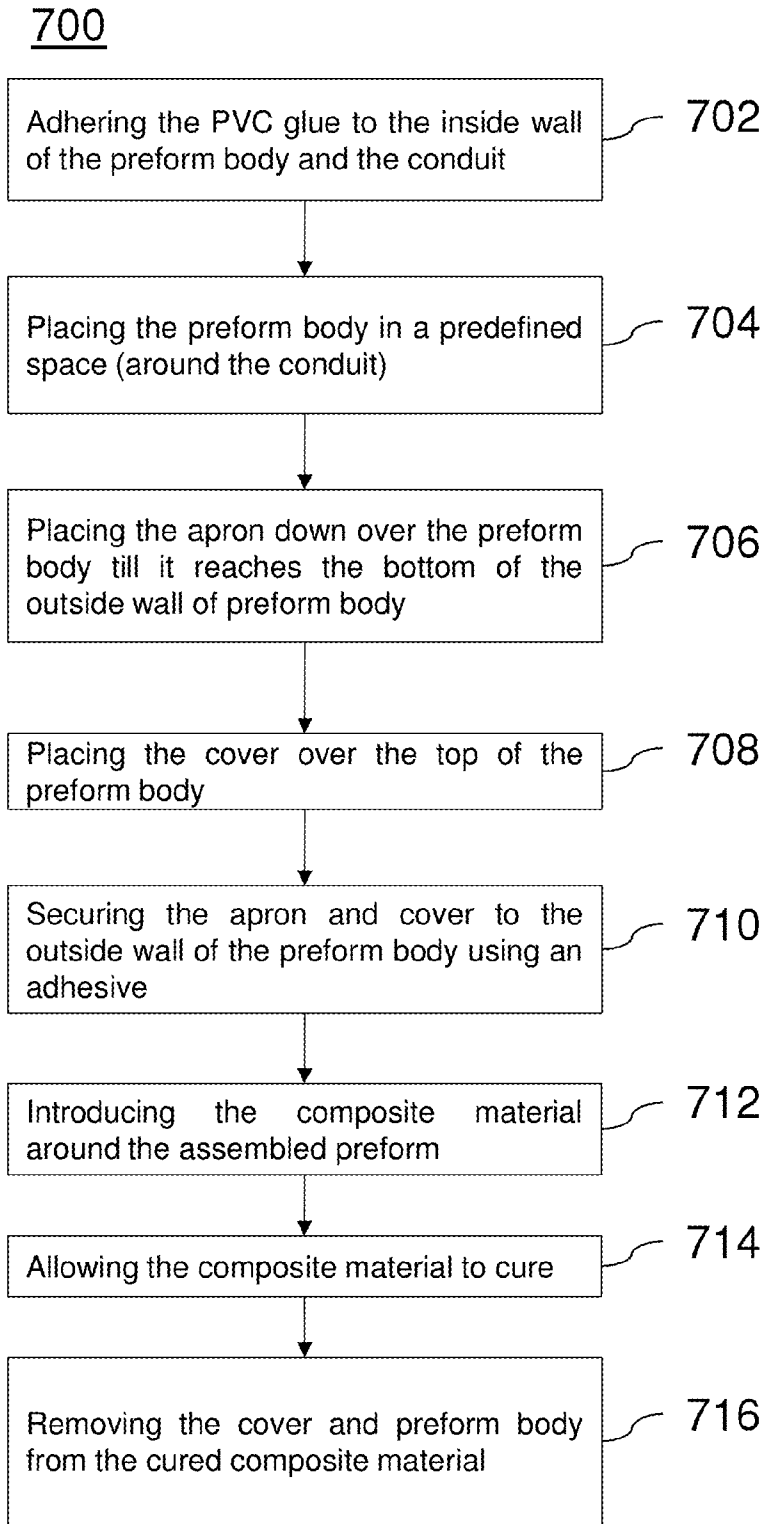 700
Adhering the PVC glue to the inside wall
of the preform body and the conduit
702
Placing the preform body in a predefined
space (around the conduit)
704
Placing the apron down over the preform
body till it reaches the bottom of the
outside wall of preform body
706
Placing the cover over the top of the
preform body
708
Securing the apron and cover to the
outside wall of the preform body using an
adhesive
710
Introducing the composite material
around the assembled preform
712
Allowing the composite material to cure
714
Removing the cover and preform body
from the cured composite material
716